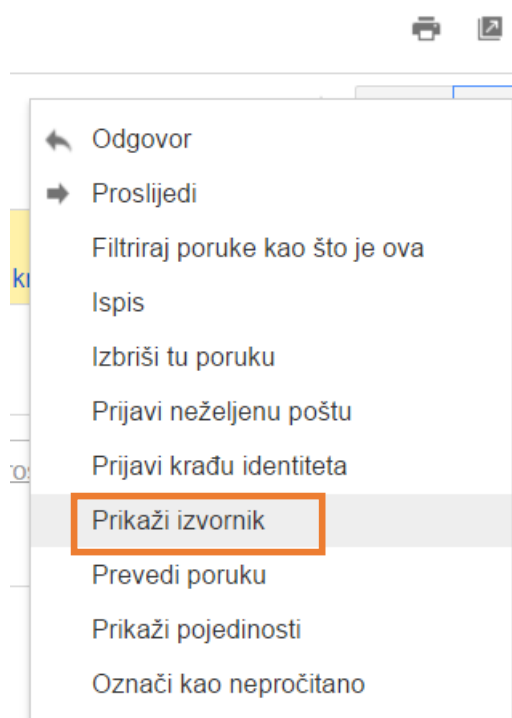 Odgovor
Proslijedi
Filtriraj poruke kao što je ova
Ispis
Izbriši tu poruku
Prijavi neželjenu poštu
Prijavi krađu identiteta
Prikaži izvornik
Prevedi poruku
Prikaži pojedinosti
Označi kao nepročitano